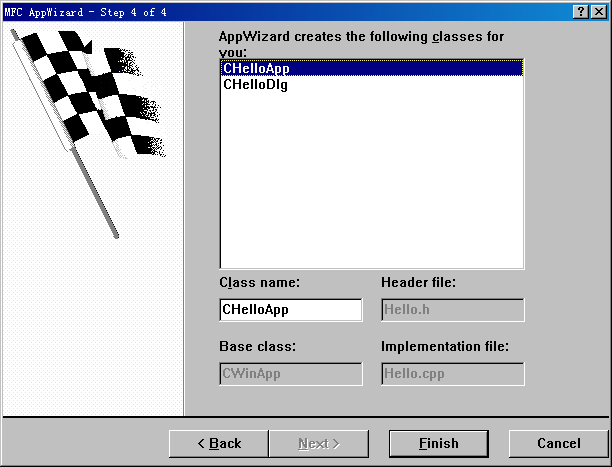 MFC AppWizard - Step 4 of 4
AppWizard creates the following classes for
you:
CHelloApp
CHelloDlg
Class name:
Header file:
CHelloApp
Hello.h
Base class:
Implementation file:
CWinApp
Hello.cpp
< Back
Next >
Finish
Cancel